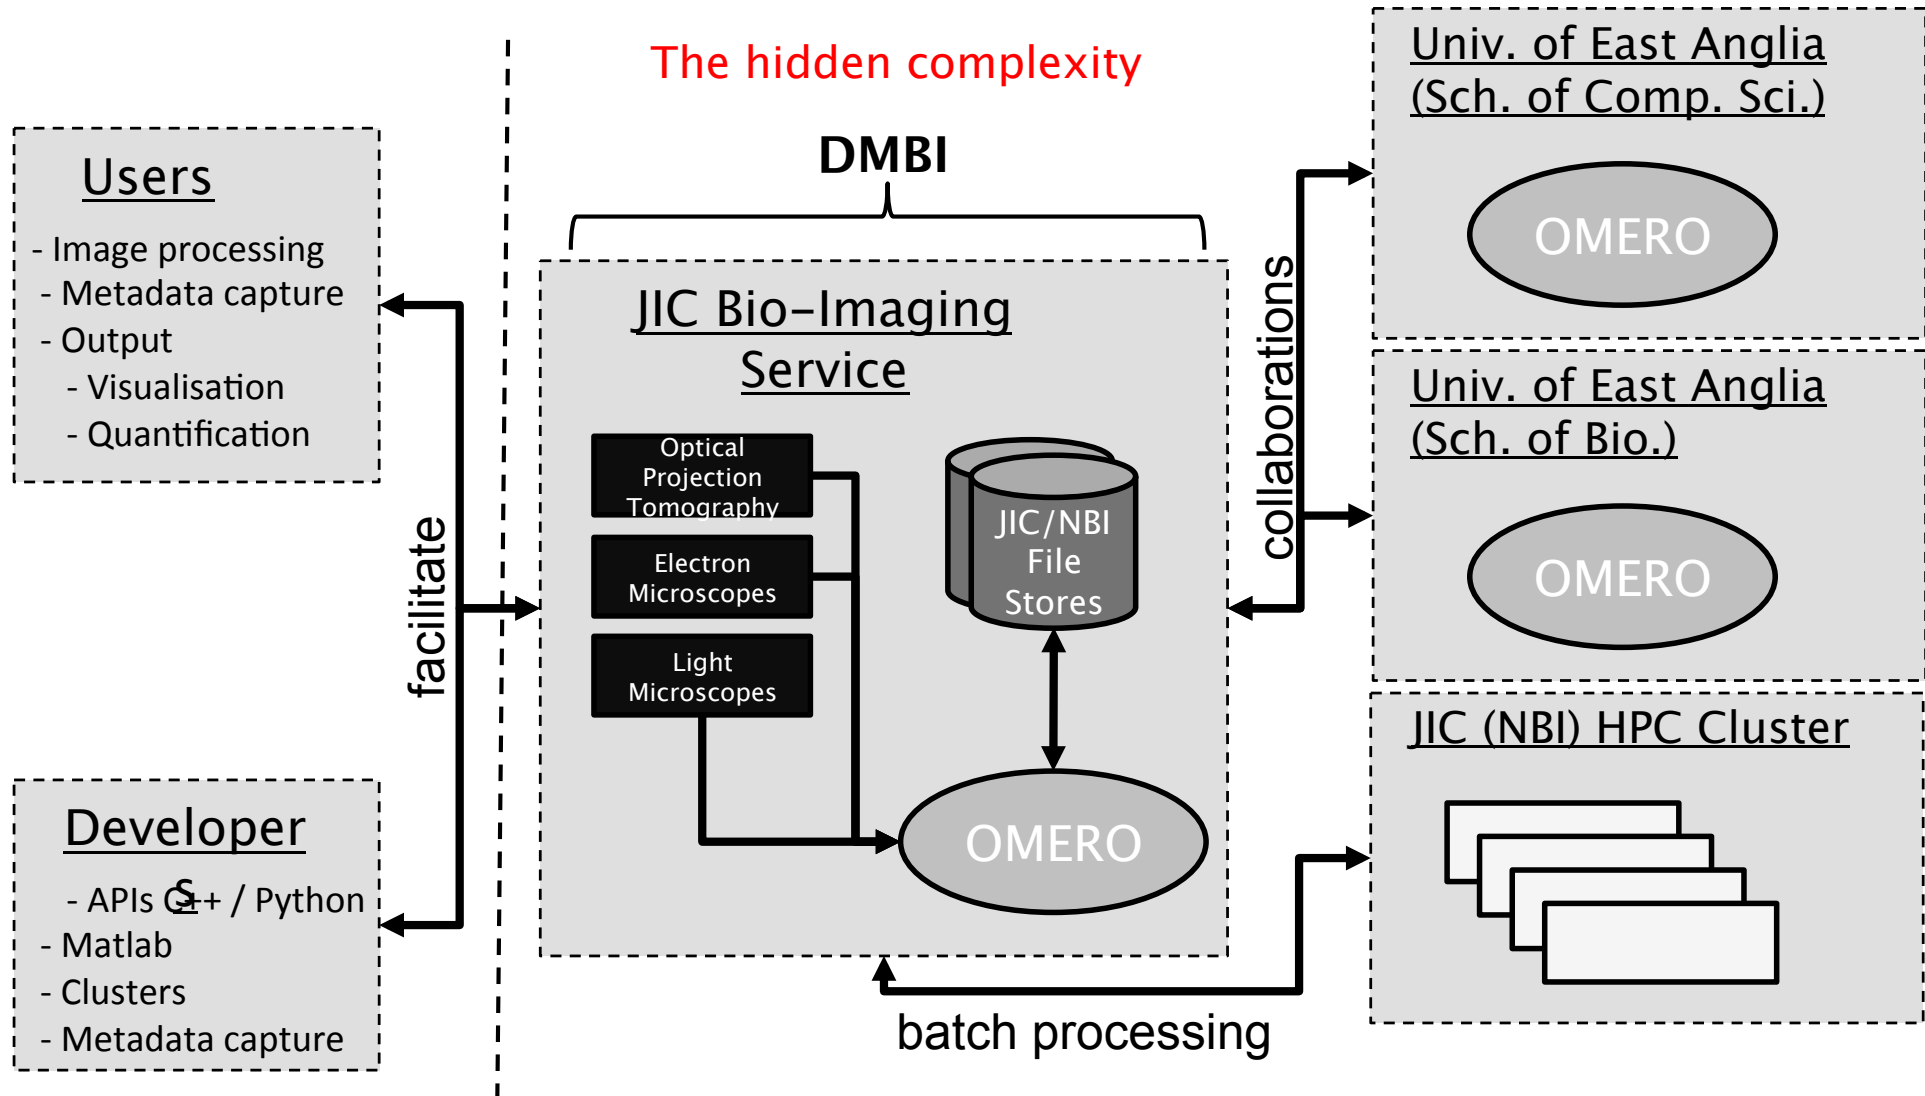 The hidden complexity
DMBI
Users
- Image processing
- Metadata capture
- Output
- Visualisation
- Quantification
facilitate
Developer
s
- APIs C++ / Python
- Matlab
- Clusters
- Metadata capture
JIC Bio-Imaging
Service
Optical
Projection
Tomography
Electron
Microscopes
Light
Microscopes
JIC/NBI
File
Stores
OMERO
collaborations
batch processing
Univ. of East Anglia
(Sch. of Comp. Sci.)
OMERO
Univ. of East Anglia
(Sch. of Bio.)
OMERO
JIC (NBI) HPC Cluster